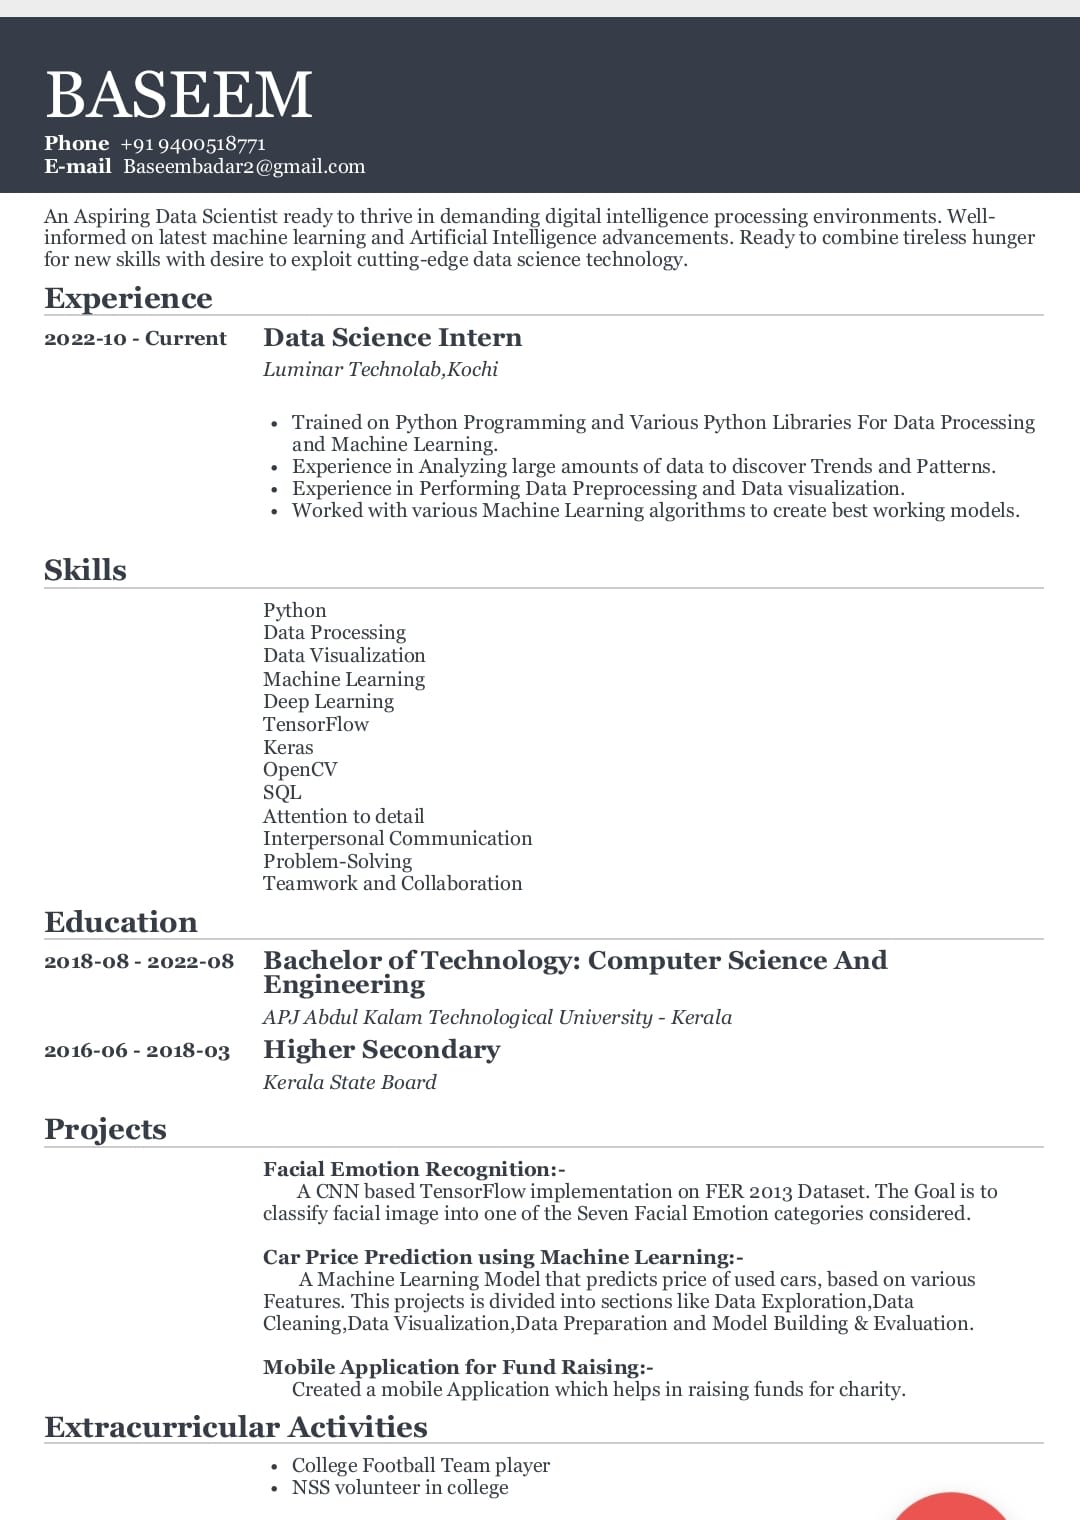 BASEEM
Phone +91 9400518771
E-mail Baseembadar2@gmail.com
An Aspiring Data Scientist ready to thrive in demanding digital intelligence processing environments. Well-
informed on latest machine learning and Artificial Intelligence advancements. Ready to combine tireless hunger
for new skills with desire to exploit cutting-edge data science technology.
Experience
2022-10 - Current Data Science Intern
Luminar Technolab,Kochi
• Trained on Python Programming and Various Python Libraries For Data Processing
and Machine Learning.
• Experience in Analyzing large amounts of data to discover Trends and Patterns.
• Experience in Performing Data Preprocessing and Data visualization.
• Worked with various Machine Learning algorithms to create best working models.
Skills
Python
Data Processing
Data Visualization
Machine Learning
Deep Learning
TensorFlow
Keras
OpenCV
SQL
Attention to detail
Interpersonal Communication
Problem-Solving
Teamwork and Collaboration
Education
2018-08 - 2022-08 Bachelor of Technology: Computer Science And
Engineering
APJ Abdul Kalam Technological University - Kerala
2016-06 - 2018-03 Higher Secondary
Kerala State Board
Projects
Facial Emotion Recognition:-
A CNN based TensorFlow implementation on FER 2013 Dataset. The Goal is to
classify facial image into one of the Seven Facial Emotion categories considered.
Car Price Prediction using Machine Learning:-
A Machine Learning Model that predicts price of used cars, based on various
Features. This projects is divided into sections like Data Exploration,Data
Cleaning,Data Visualization,Data Preparation and Model Building & Evaluation.
Mobile Application for Fund Raising:-
Created a mobile Application which helps in raising funds for charity.
Extracurricular Activities
• College Football Team player
• NSS volunteer in college